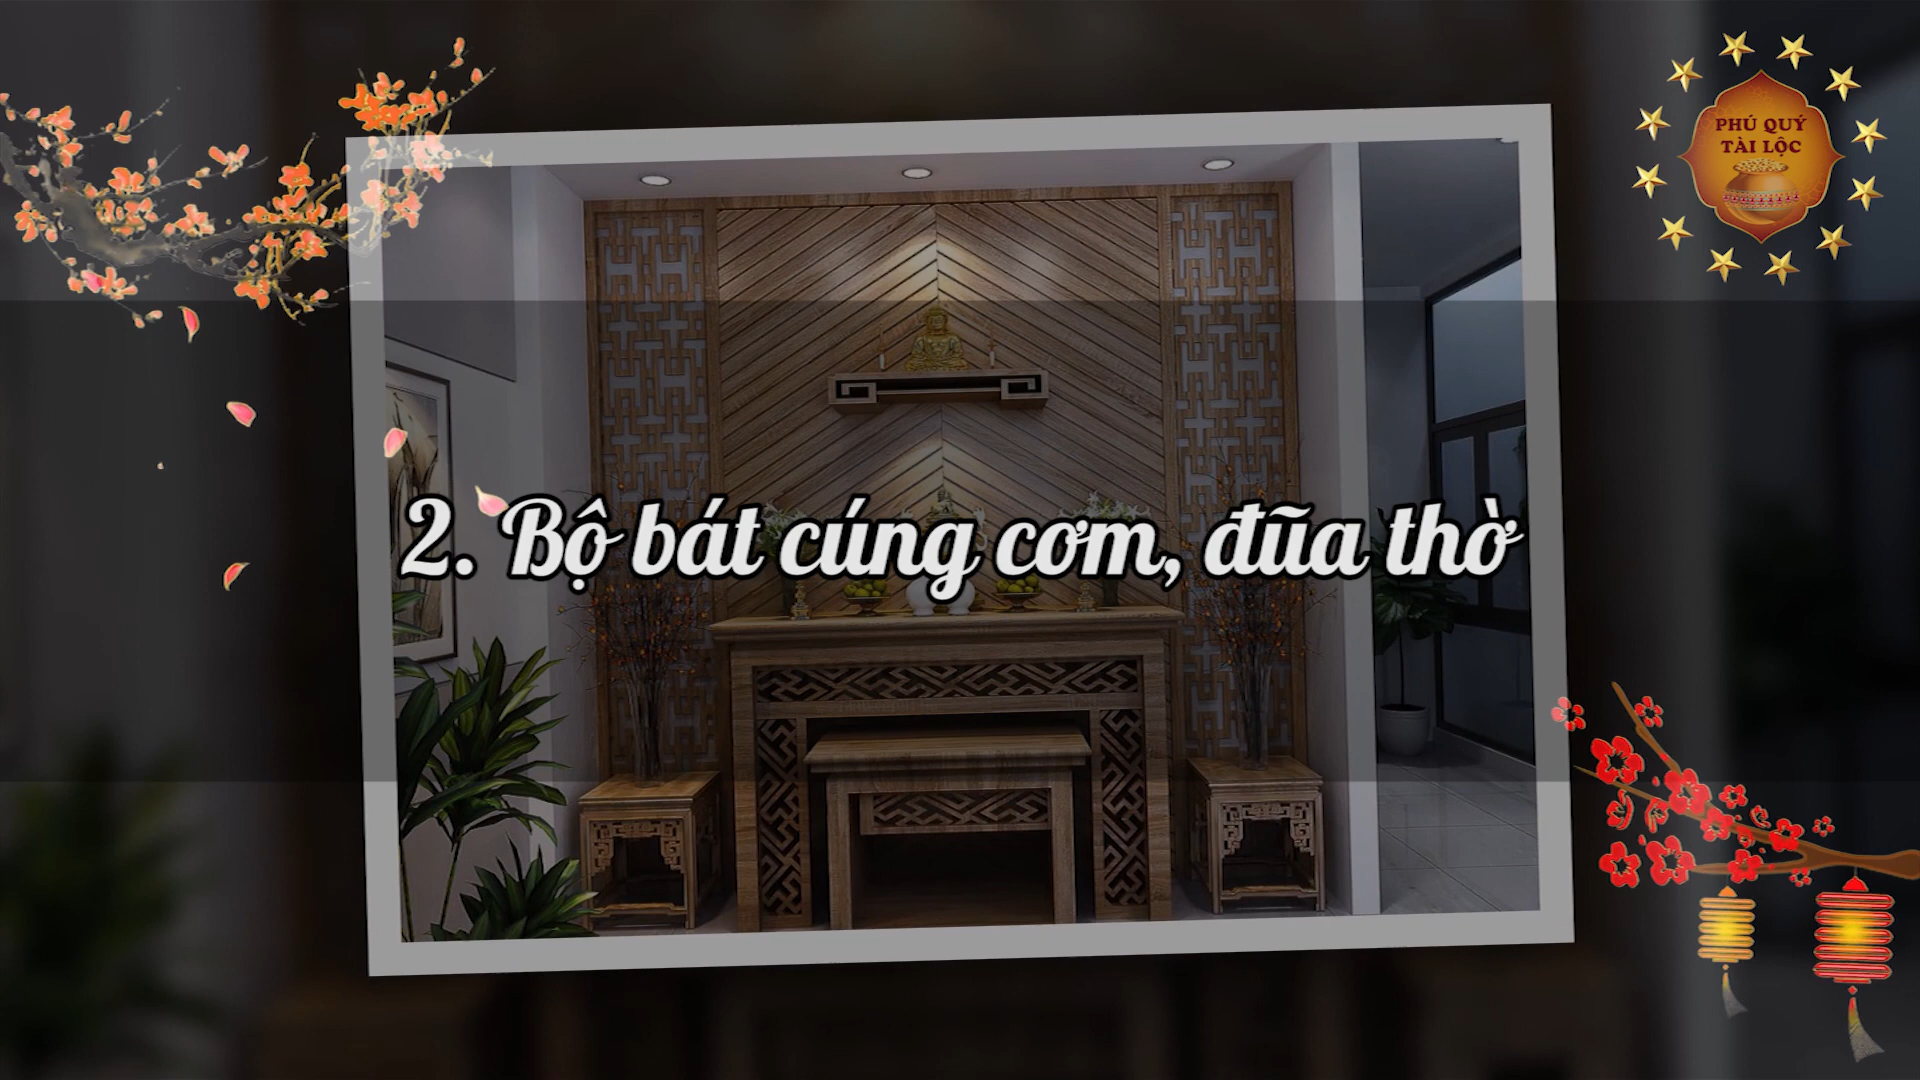 PHÚ QUÝ
TÀI LỘC
2. Bộ bát cúng cơm, đũa thờ